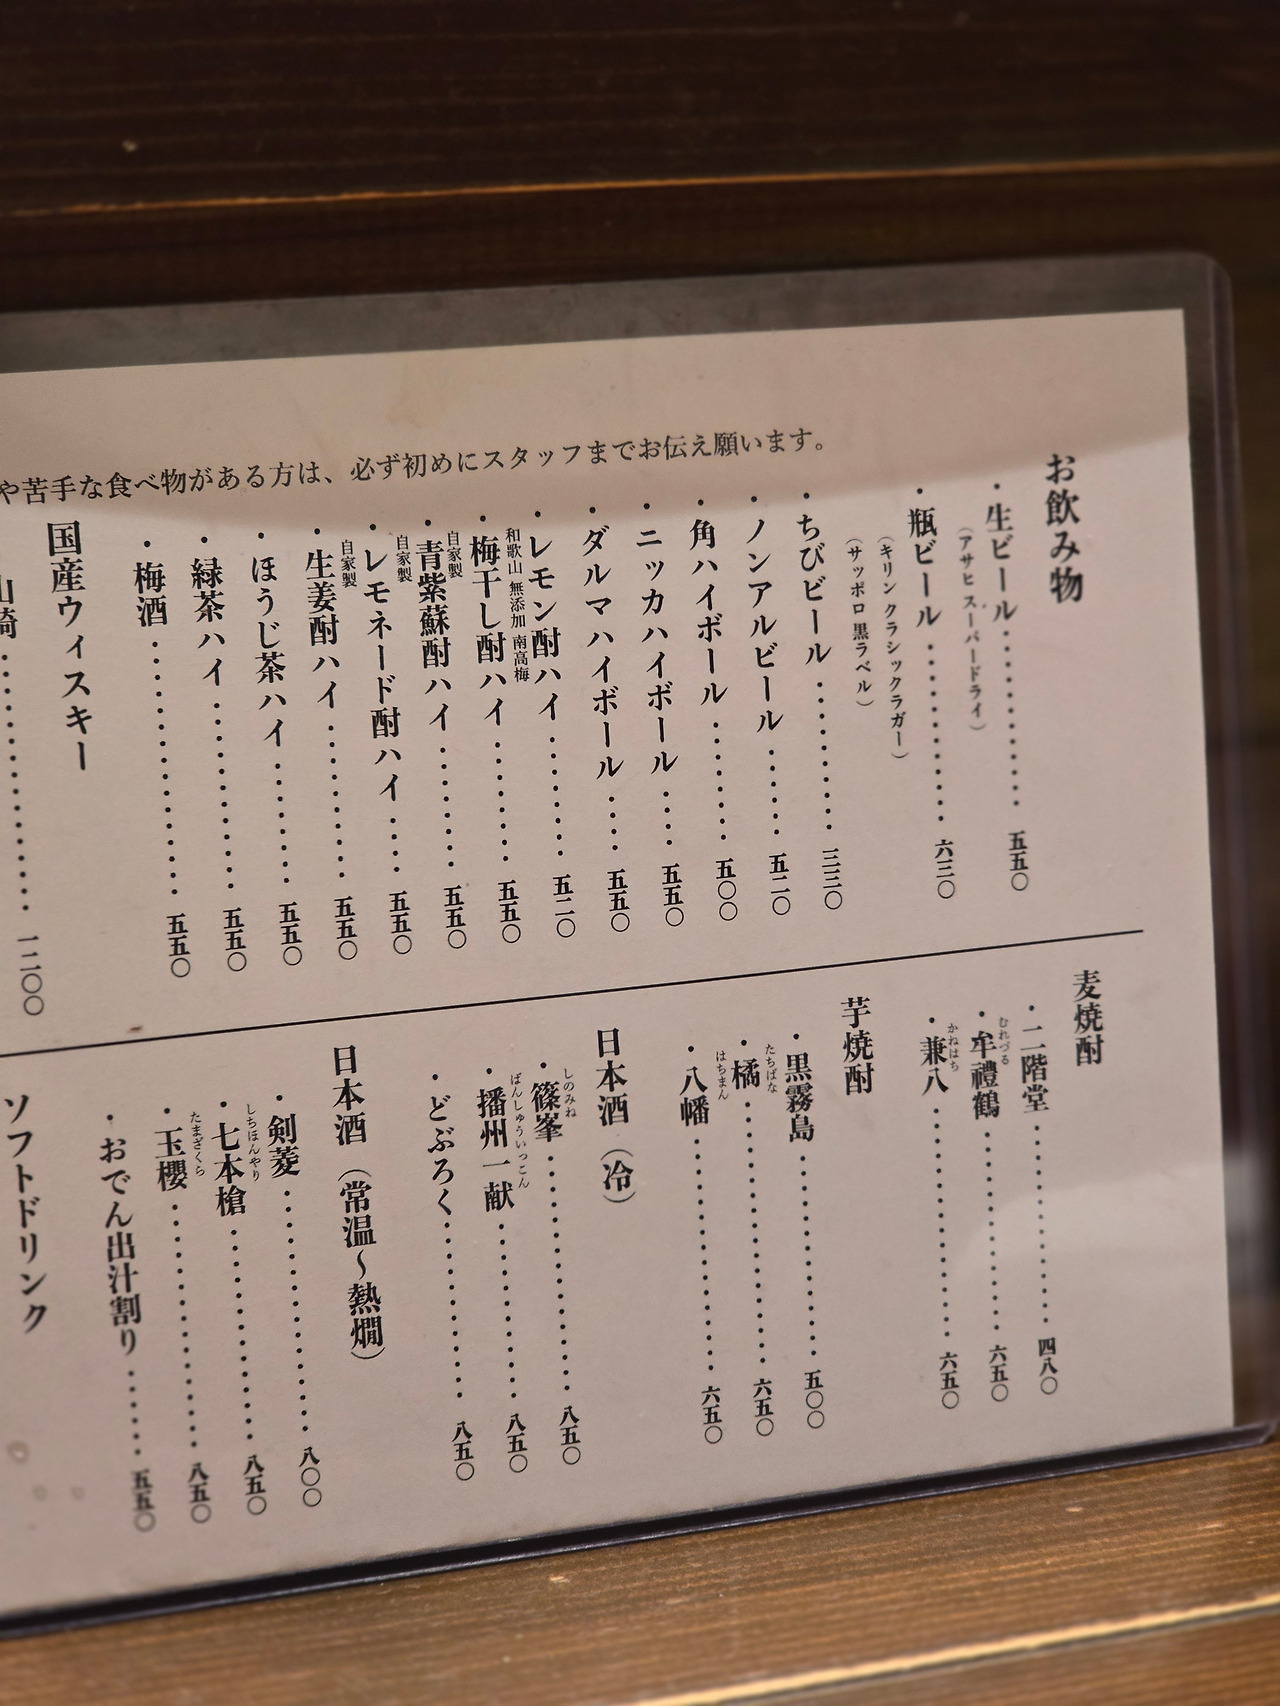 や苦手な食べ物がある方は、必ず初めにスタッフまでお伝え願います。
お飲み物
・生ビール・・・・・・・・・・・・・五五〇
（アサヒ スーパードライ）
・瓶ビール・・・・・・・・・・・・・六三〇
（キリン クラシックラガー）
（サッポロ 黒ラベル）
・ちびビール・・・・・・・・・・三三〇
・ノンアルビール・・・・・・五二〇
・角ハイボール・・・・・・・・五〇〇
・ニッカハイボール・・・・五五〇
・ダルマハイボール・・・・五五〇
・レモン酎ハイ・・・・・・・・五二〇
和歌山 無添加 南高梅
・梅干し酎ハイ・・・・・・・・五五〇
自家製
・青紫蘇酎ハイ・・・・・・・・五五〇
自家製
・レモネード酎ハイ・・・・五五〇
自家製
・生姜酎ハイ・・・・・・・・・・五五〇
・ほうじ茶ハイ・・・・・・・・五五〇
・緑茶ハイ・・・・・・・・・・・・五五〇
・梅酒・・・・・・・・・・・・・・・・五五〇
国産ウィスキー
山崎・・・・・・・・・・・・・・・・一二〇〇
麦焼酎
・二階堂・・・・・・・・・・・・・・四八〇
むれづる
・牟禮鶴・・・・・・・・・・・・・・六五〇
かねはち
・兼八・・・・・・・・・・・・・・・・六五〇
芋焼酎
・黒霧島・・・・・・・・・・・・・・五〇〇
たちばな
・橘・・・・・・・・・・・・・・・・・・六五〇
はちまん
・八幡・・・・・・・・・・・・・・・・六五〇
日本酒（冷）
しのみね
・篠峯・・・・・・・・・・・・・・・・八五〇
ばんしゅういっこん
・播州一献・・・・・・・・・・・・八五〇
・どぶろく・・・・・・・・・・・・八五〇
日本酒（常温〜熱燗）
・剣菱・・・・・・・・・・・・・・・・八〇〇
しちほんやり
・七本槍・・・・・・・・・・・・・・八五〇
たまざくら
・玉櫻・・・・・・・・・・・・・・・・八五〇
・おでん出汁割り・・・・・・五五〇
ソフトドリンク